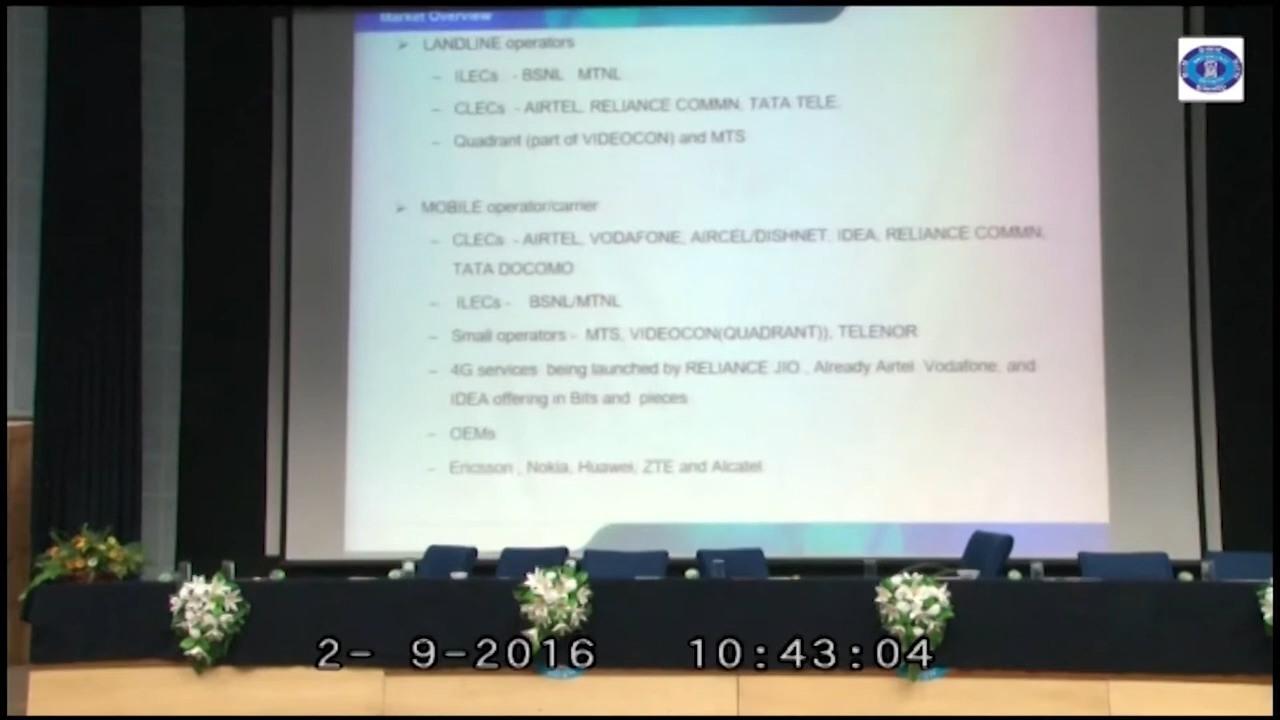 Market Overview
➢ LANDLINE operators
– ILECs - BSNL MTNL
– CLECs - AIRTEL, RELIANCE COMMN, TATA TELE.
– Quadrant (part of VIDEOCON) and MTS
➢ MOBILE operator/carrier
– CLECs - AIRTEL, VODAFONE, AIRCEL/DISHNET, IDEA, RELIANCE COMMN,
TATA DOCOMO
– ILECs - BSNL/MTNL
– Small operators - MTS, VIDEOCON(QUADRANT)), TELENOR
– 4G services being launched by RELIANCE JIO , Already Airtel Vodafone, and
IDEA offering in Bits and pieces
– OEMs
– Ericsson , Nokia, Huawei, ZTE and Alcatel
2- 9-2016 10:43:04